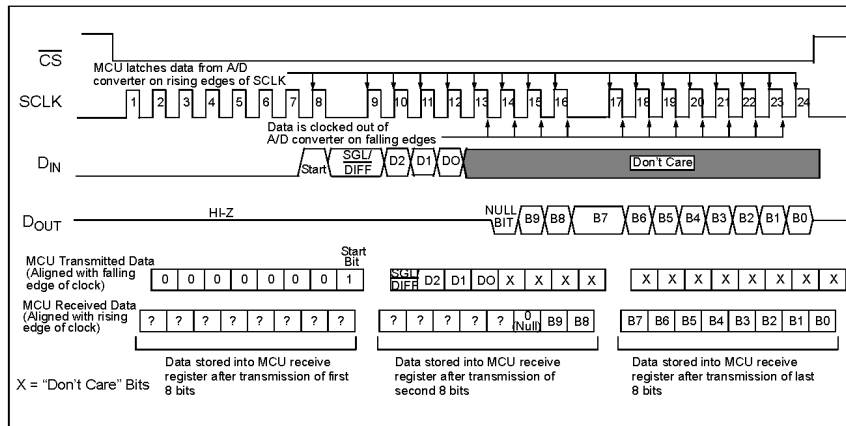 CS
MCU latches data from A/D
converter on rising edges of SCLK
SCLK
1 2 3 4 5 6 7 8 9 10 11 12 13 14 15 16 17 18 19 20 21 22 23 24
Data is clocked out of
A/D converter on falling edges
DIN
Start SGL/DIFF D2 D1 DO Don't Care
DOUT
HI-Z NULL BIT B9 B8 B7 B6 B5 B4 B3 B2 B1 B0
Start
Bit
MCU Transmitted Data
(Aligned with falling
edge of clock)
0 0 0 0 0 0 0 1 SGL/DIFF D2 D1 DO X X X X X X X X X X X X
MCU Received Data
(Aligned with rising
edge of clock)
? ? ? ? ? ? ? ? ? ? ? ? ? 0 (Null) B9 B8 B7 B6 B5 B4 B3 B2 B1 B0
Data stored into MCU receive
register after transmission of first
8 bits
Data stored into MCU receive
register after transmission of
second 8 bits
Data stored into MCU receive
register after transmission of last
8 bits
X = “Don't Care” Bits